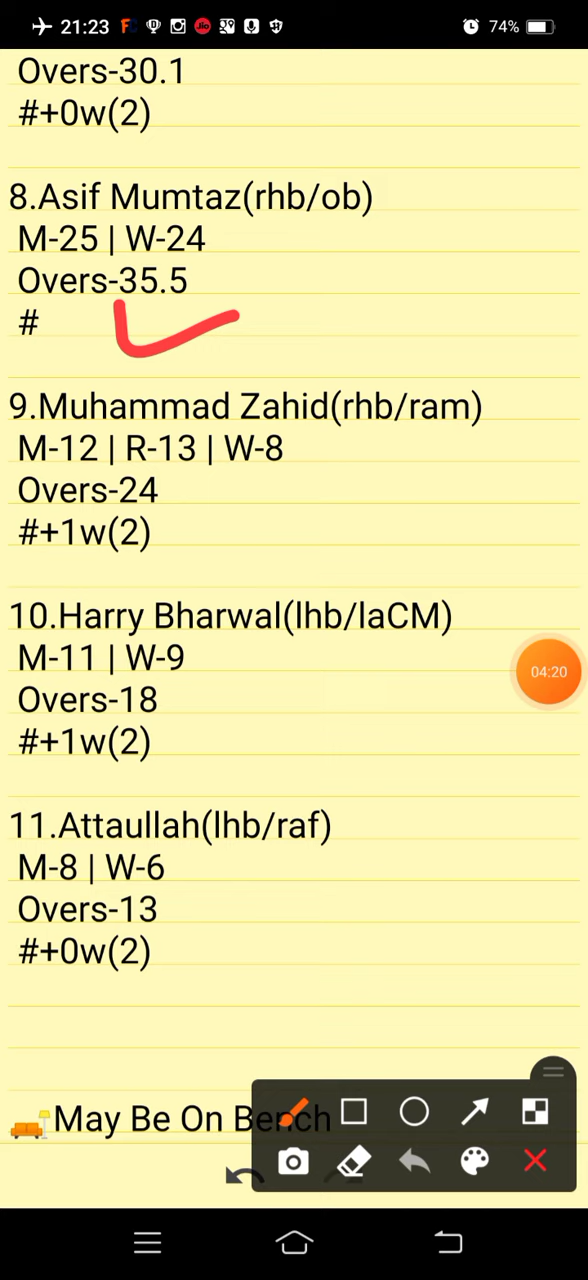 21:23
74%
Overs-30.1
#+0w(2)
8.Asif Mumtaz(rhb/ob)
M-25 | W-24
Overs-35.5
#
9.Muhammad Zahid(rhb/ram)
M-12 | R-13 | W-8
Overs-24
#+1w(2)
10.Harry Bharwal(lhb/laCM)
M-11 | W-9
04:20
Overs-18
#+1w(2)
11.Attaullah(lhb/raf)
M-8 | W-6
Overs-13
#+0w(2)
May Be On Bench